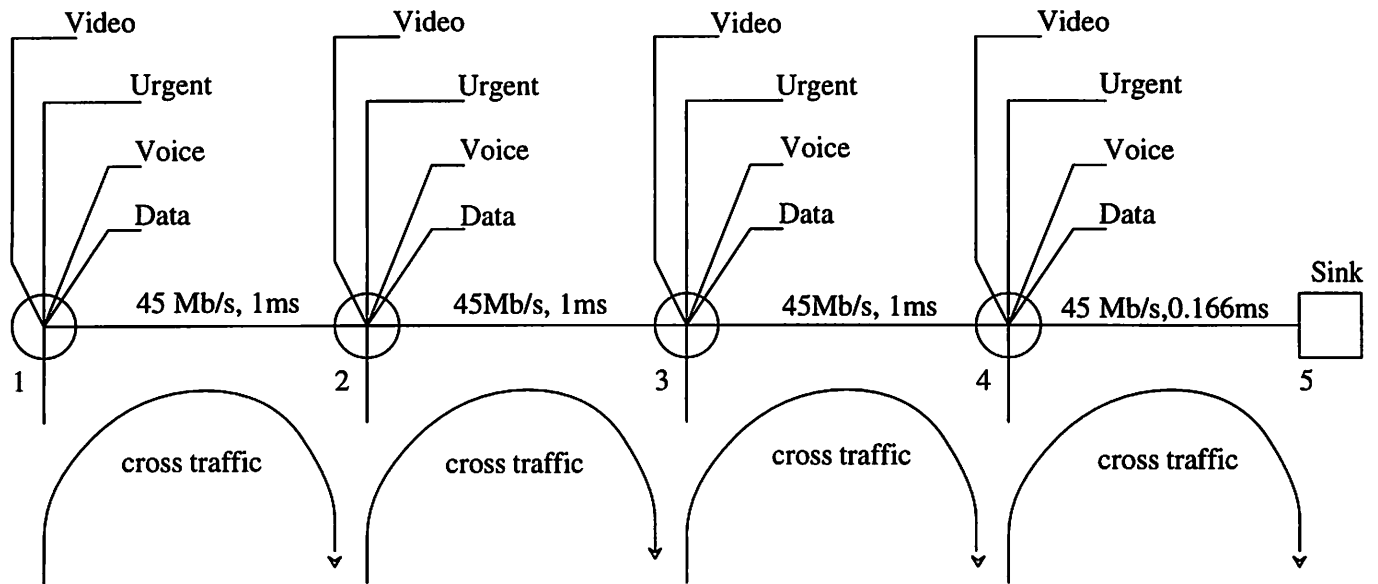 Video Video Video Video
Urgent Urgent Urgent Urgent
Voice Voice Voice Voice
Data Data Data Data
Sink
45 Mb/s, 1ms 45Mb/s, 1ms 45Mb/s, 1ms 45 Mb/s,0.166ms
1 2 3 4 5
cross traffic cross traffic cross traffic cross traffic